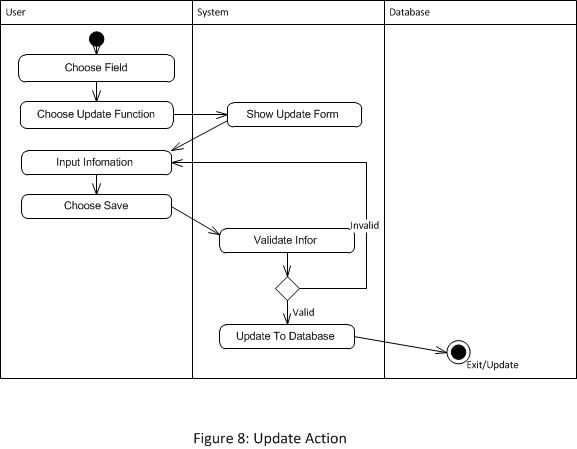 User
System
Database
Choose Field
Choose Update Function
Show Update Form
Input Infomation
Choose Save
Invalid
Validate Infor
Valid
Update To Database
Exit/Update
Figure 8: Update Action